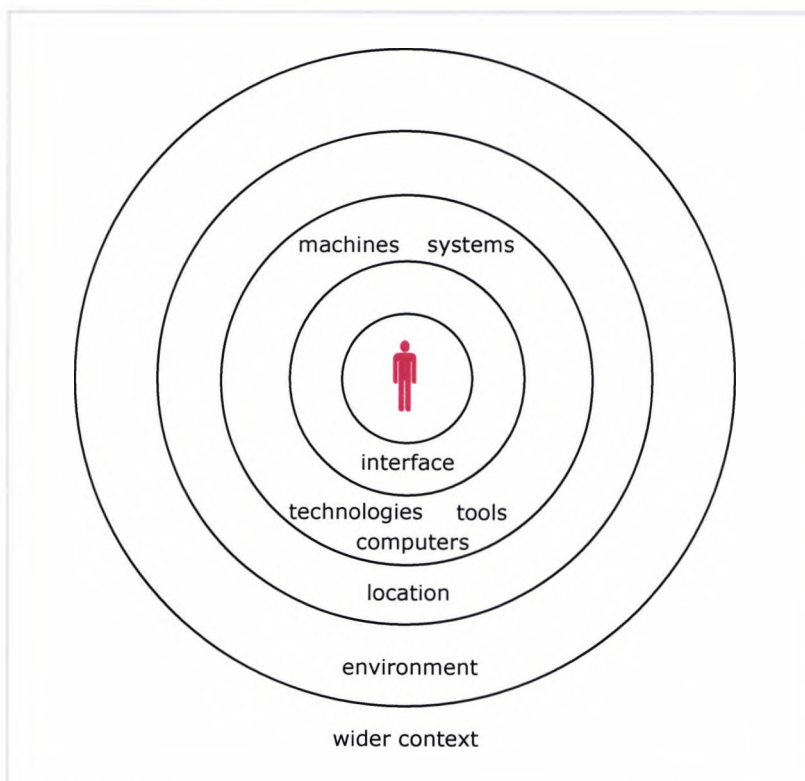 machines systems
interface
technologies tools
computers
location
environment
wider context